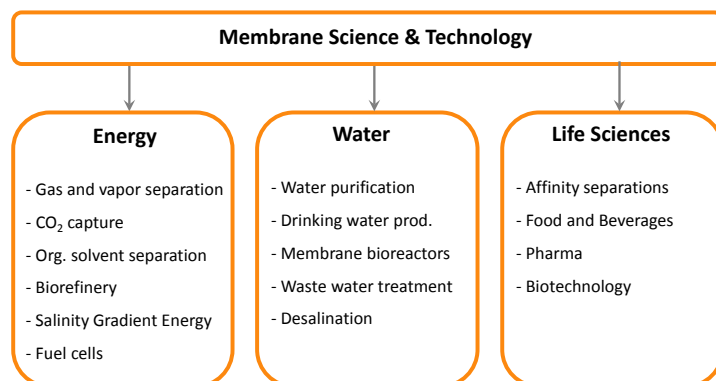 Membrane Science & Technology
Energy
- Gas and vapor separation
- CO₂ capture
- Org. solvent separation
- Biorefinery
- Salinity Gradient Energy
- Fuel cells
Water
- Water purification
- Drinking water prod.
- Membrane bioreactors
- Waste water treatment
- Desalination
Life Sciences
- Affinity separations
- Food and Beverages
- Pharma
- Biotechnology